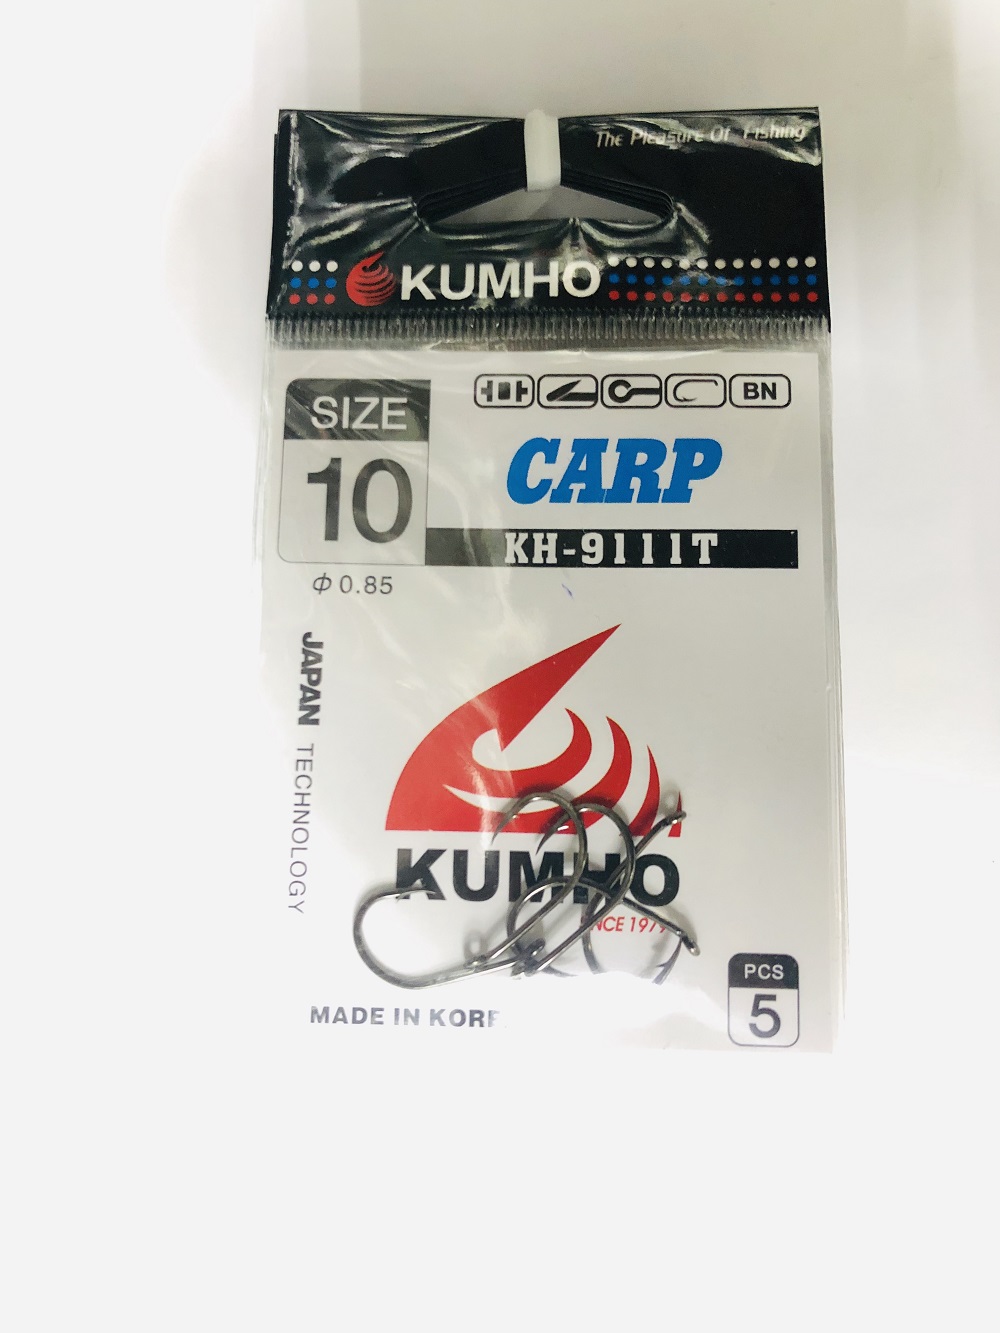 The Pleasure Of Fishing
KUMHO
SIZE
10
Φ 0.85
BN
CARP
KH-9111T
JAPAN TECHNOLOGY
KUMHO
1979
MADE IN
PCS
5